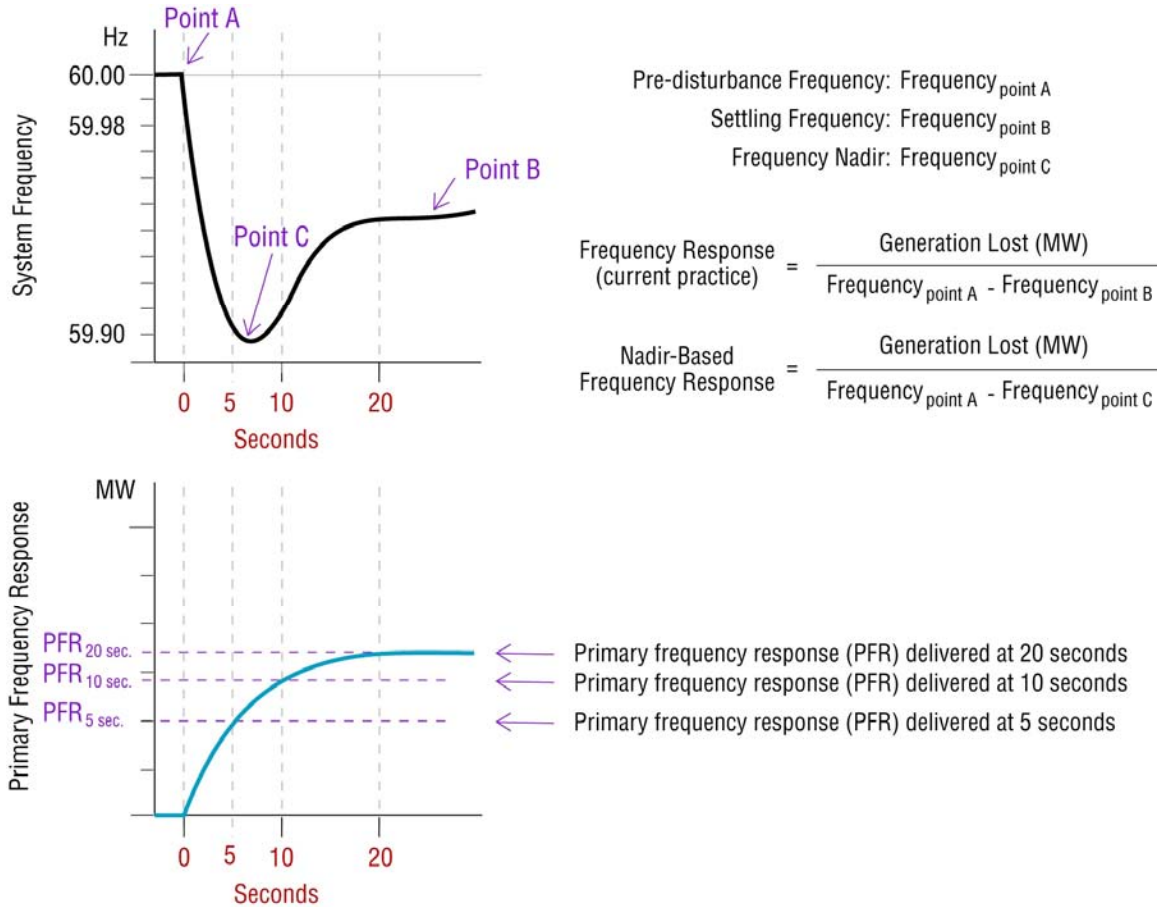 Point A
Hz
60.00
59.98
59.90
System Frequency
Point B
Point C
0 5 10 20
Seconds
Pre-disturbance Frequency: Frequency point A
Settling Frequency: Frequency point B
Frequency Nadir: Frequency point C
Frequency Response
(current practice)
=
Generation Lost (MW)
Frequency point A - Frequency point B
Nadir-Based
Frequency Response
=
Generation Lost (MW)
Frequency point A - Frequency point C
MW
Primary Frequency Response
PFR 20 sec.
PFR 10 sec.
PFR 5 sec.
Primary frequency response (PFR) delivered at 20 seconds
Primary frequency response (PFR) delivered at 10 seconds
Primary frequency response (PFR) delivered at 5 seconds
0 5 10 20
Seconds